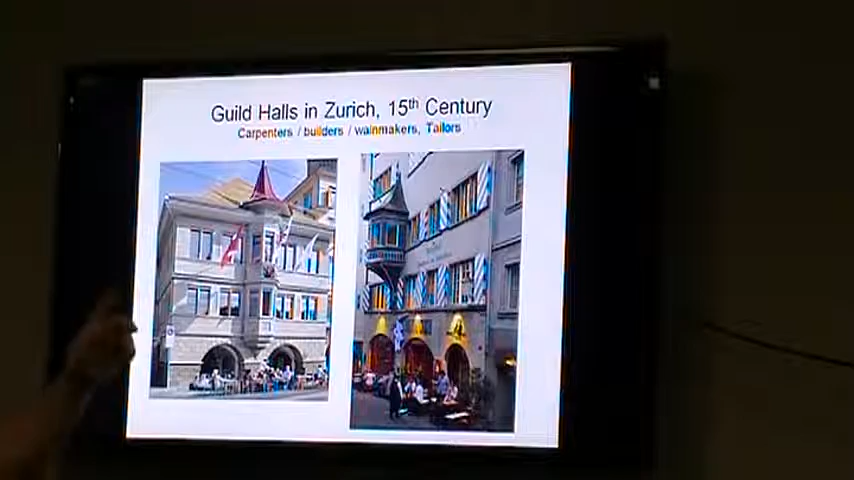 Guild Halls in Zurich, 15th Century
Carpenters / builders / wainmakers, Tailors